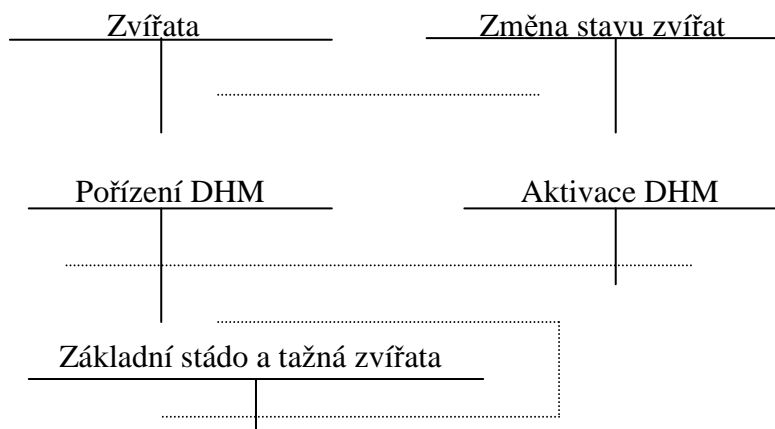 Zvířata Změna stavu zvířat
Pořízení DHM Aktivace DHM
Základní stádo a tažná zvířata